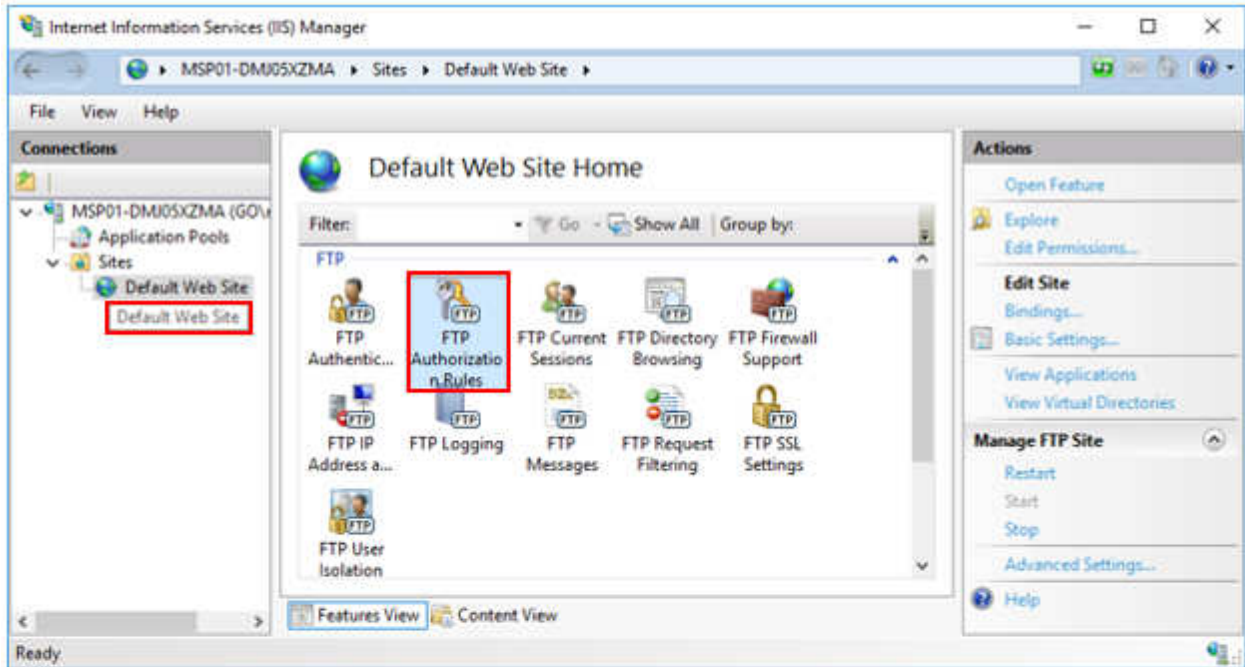 Internet Information Services (IIS) Manager
MSP01-DMJ05XZMA Sites Default Web Site
File View Help
Connections
MSP01-DMJ05XZMA (GO\
Application Pools
Sites
Default Web Site
Default Web Site
Default Web Site Home
Filter: Go Show All Group by:
FTP
FTP
Authentic...
FTP
Authorizatio
n Rules
FTP Current
Sessions
FTP Directory
Browsing
FTP Firewall
Support
FTP IP
Address a...
FTP Logging
FTP
Messages
FTP Request
Filtering
FTP SSL
Settings
FTP User
Isolation
Features View Content View
Actions
Open Feature
Explore
Edit Permissions...
Edit Site
Bindings...
Basic Settings...
View Applications
View Virtual Directories
Manage FTP Site
Restart
Start
Stop
Advanced Settings...
Help
Ready